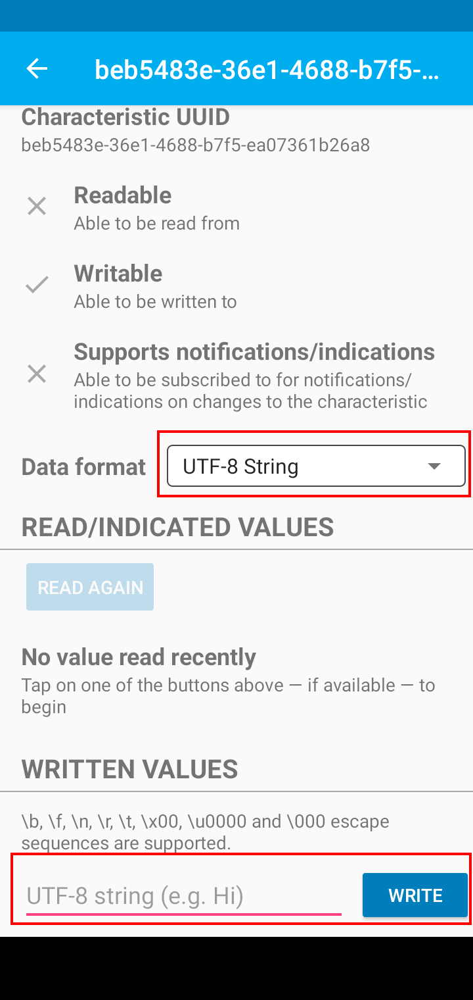 beb5483e-36e1-4688-b7f5-...
Characteristic UUID
beb5483e-36e1-4688-b7f5-ea07361b26a8
Readable
Able to be read from
Writable
Able to be written to
Supports notifications/indications
Able to be subscribed to for notifications/
indications on changes to the characteristic
Data format
UTF-8 String
READ/INDICATED VALUES
READ AGAIN
No value read recently
Tap on one of the buttons above — if available — to
begin
WRITTEN VALUES
\b, \f, \n, \r, \t, \x00, \u0000 and \000 escape
sequences are supported.
UTF-8 string (e.g. Hi)
WRITE